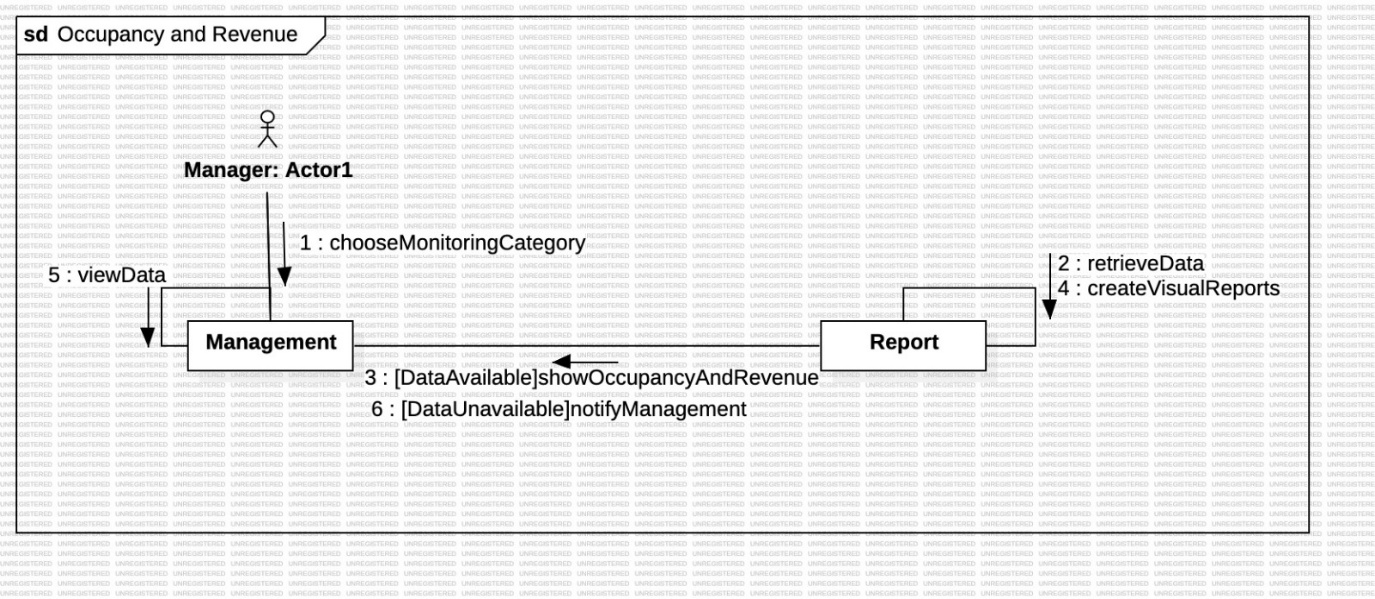 sd Occupancy and Revenue
Manager: Actor1
1 : chooseMonitoringCategory
5 : viewData
2 : retrieveData
4 : createVisualReports
Management
Report
3 : [DataAvailable]showOccupancyAndRevenue
6 : [DataUnavailable]notifyManagement
UNREGISTERED